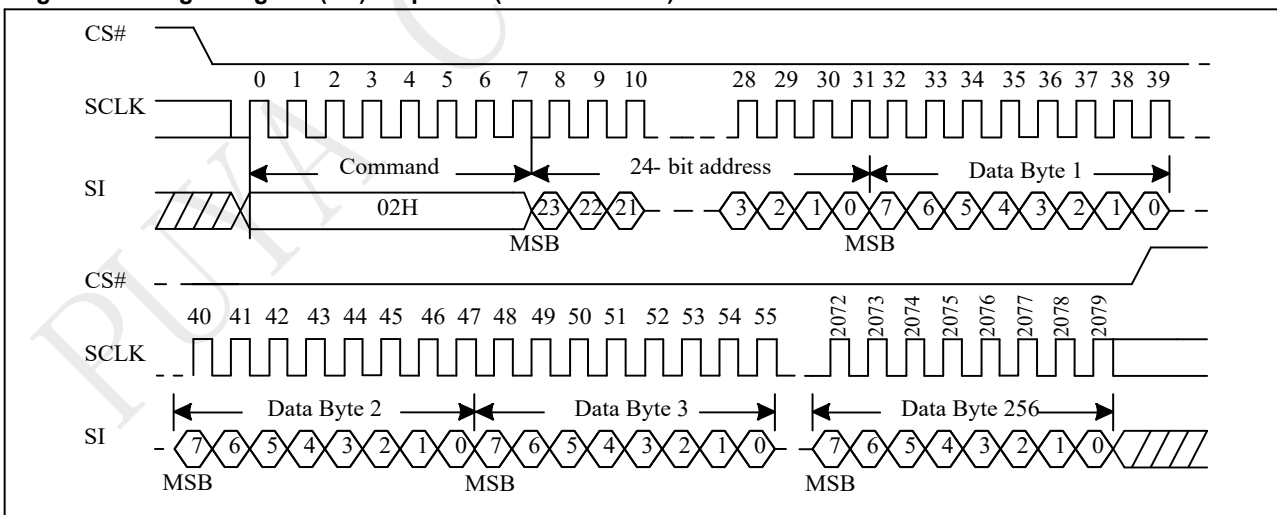 CS#
0 1 2 3 4 5 6 7 8 9 10 28 29 30 31 32 33 34 35 36 37 38 39
SCLK
Command 24- bit address Data Byte 1
SI
02H 23 22 21 3 2 1 0 7 6 5 4 3 2 1 0
MSB MSB
CS#
40 41 42 43 44 45 46 47 48 49 50 51 52 53 54 55 2072 2073 2074 2075 2076 2077 2078 2079
SCLK
Data Byte 2 Data Byte 3 Data Byte 256
SI
7 6 5 4 3 2 1 0 7 6 5 4 3 2 1 0 7 6 5 4 3 2 1 0
MSB MSB MSB
PUYA C